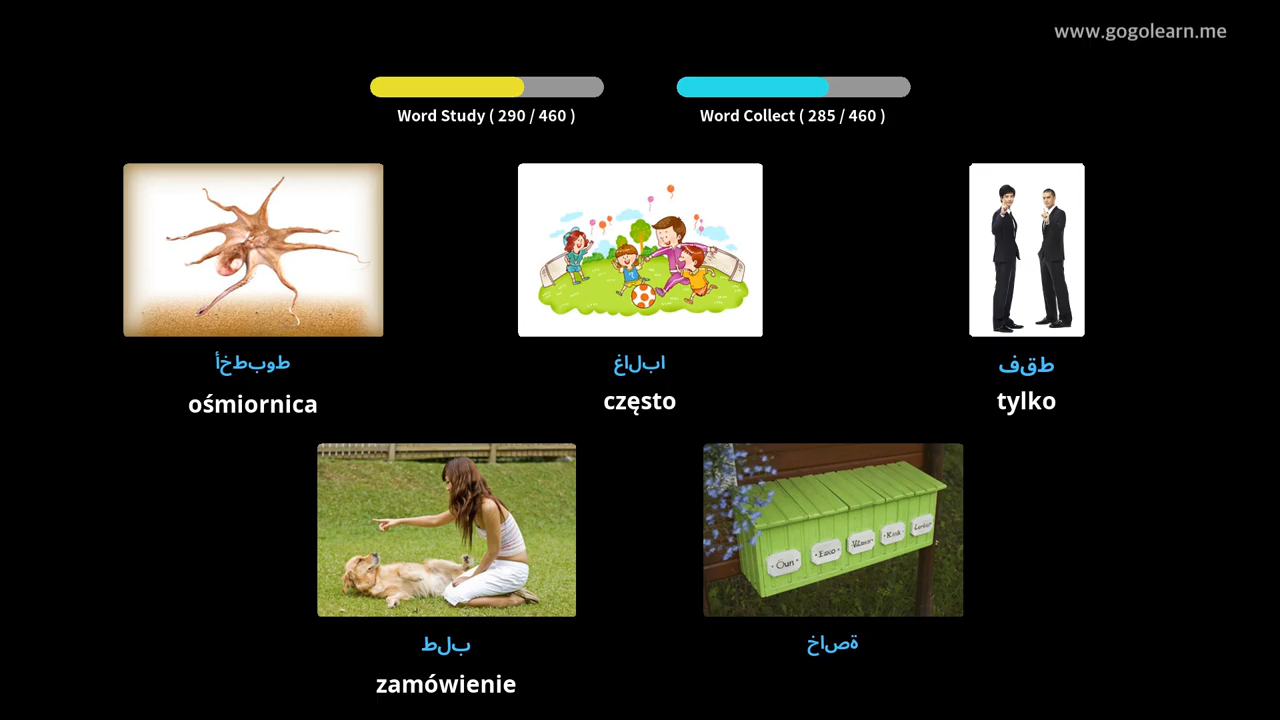 www.gogolearn.me
Word Study ( 290 / 460 )
Word Collect ( 285 / 460 )
أخطبوط
غالبا
فقط
ośmiornica
często
tylko
Esko
طلب
خاصة
zamówienie